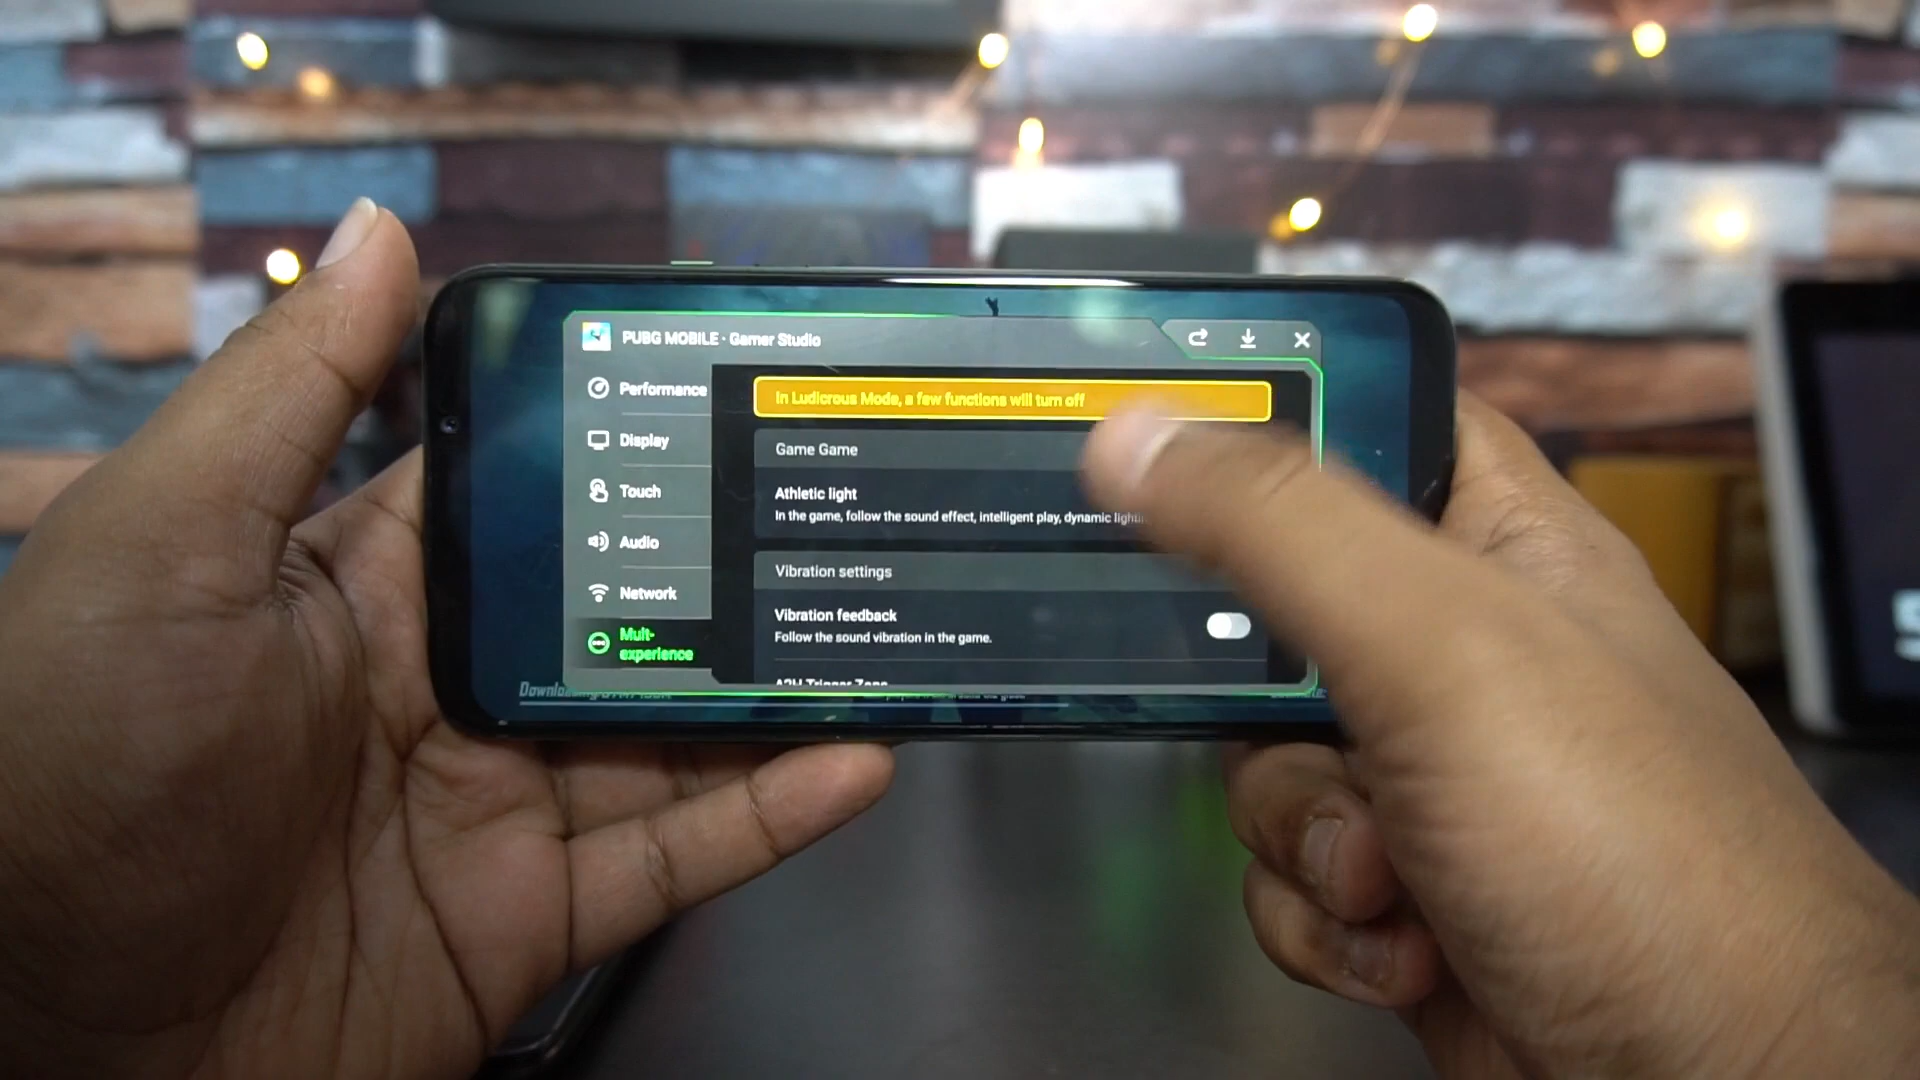 PUBG MOBILE · Gamer Studio
Performance
Display
Touch
Audio
Network
Mult-
experience
In Ludicrous Mode, a few functions will turn off
Game Game
Athletic light
In the game, follow the sound effect, intelligent play, dynamic
Vibration settings
Vibration feedback
Follow the sound vibration in the game.